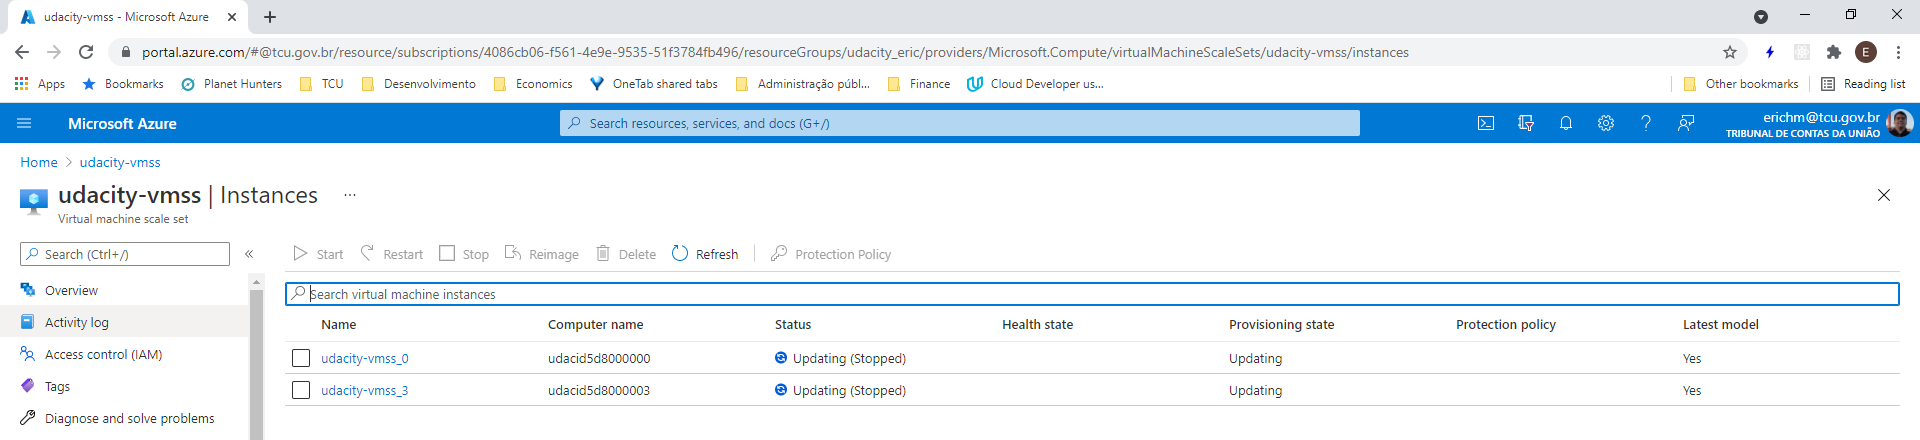 udacity-vmss - Microsoft Azure
portal.azure.com/#@tcu.gov.br/resource/subscriptions/4086cb06-f561-4e9e-9535-51f3784fb496/resourceGroups/udacity_eric/providers/Microsoft.Compute/virtualMachineScaleSets/udacity-vmss/instances
E
Apps Bookmarks Planet Hunters TCU Desenvolvimento Economics OneTab shared tabs Administração públ... Finance Cloud Developer us... Other bookmarks Reading list
Microsoft Azure
Search resources, services, and docs (G+/)
erichm@tcu.gov.br
TRIBUNAL DE CONTAS DA UNIÃO
Home > udacity-vmss
udacity-vmss | Instances ...
Virtual machine scale set
Search (Ctrl+/) «
Start Restart Stop Reimage Delete Refresh Protection Policy
Overview
Activity log
Access control (IAM)
Tags
Diagnose and solve problems
Search virtual machine instances
Name Computer name Status Health state Provisioning state Protection policy Latest model
udacity-vmss_0 udacid5d8000000 Updating (Stopped) Updating Yes
udacity-vmss_3 udacid5d8000003 Updating (Stopped) Updating Yes